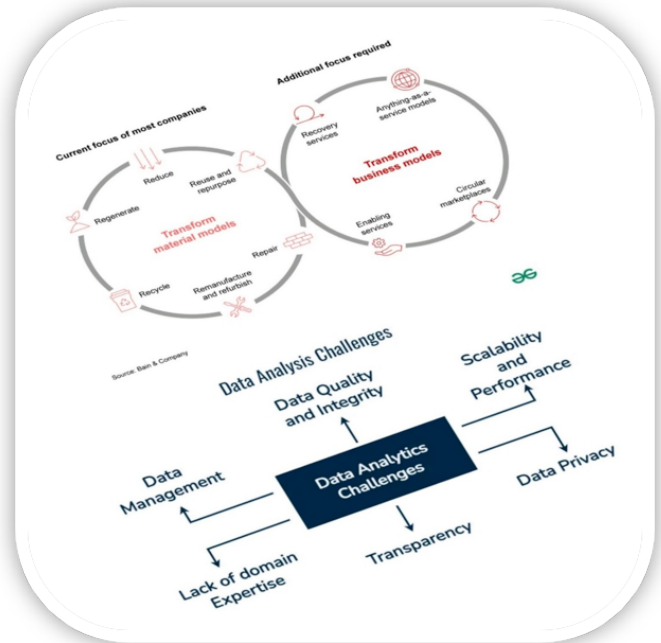 Additional focus required
Current focus of most companies
Recovery
services
Anything-as-a-
service models
Transform
business models
Circular
marketplaces
Enabling
services
Reduce
Reuse and
repurpose
Regenerate
Transform
material models
Repair
Recycle
Remanufacture
and refurbish
Source: Bain & Company
Data Analysis Challenges
Data Quality
and Integrity
Scalability
and
Performance
Data
Management
Data Analytics
Challenges
Data Privacy
Lack of domain
Expertise
Transparency